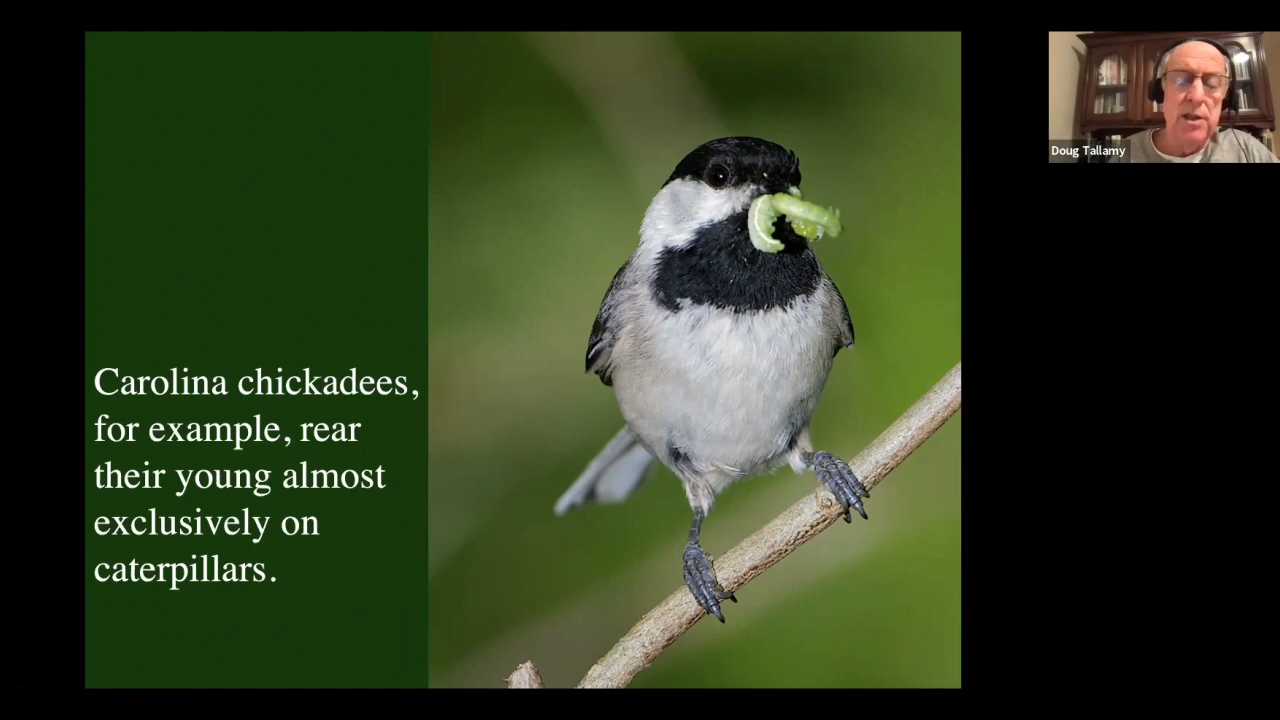 Carolina chickadees,
for example, rear
their young almost
exclusively on
caterpillars.
Doug Tallamy